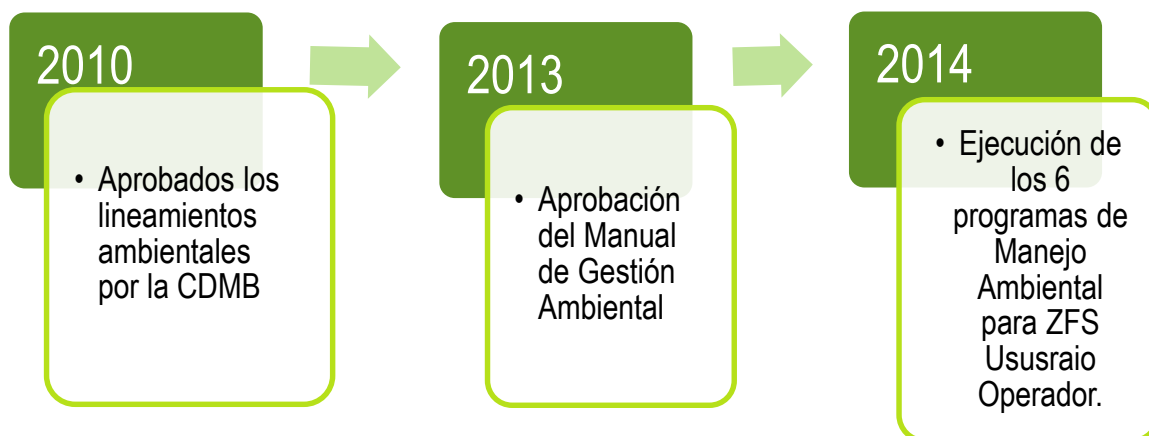 2010
• Aprobados los
lineamientos
ambientales
por la CDMB
2013
• Aprobación
del Manual
de Gestión
Ambiental
2014
• Ejecución de
los 6
programas de
Manejo
Ambiental
para ZFS
Ususraio
Operador.